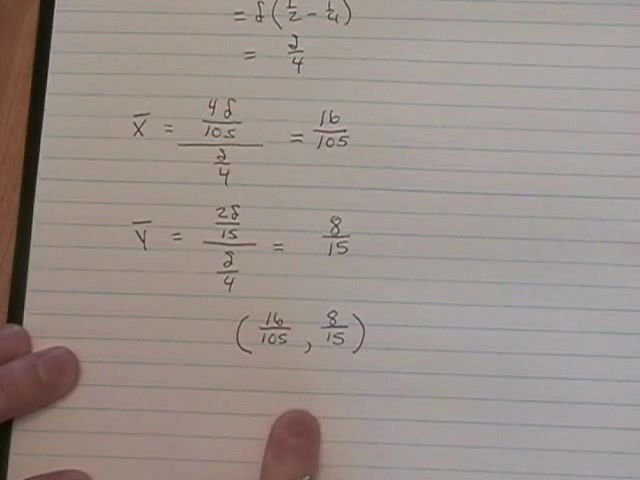 = δ(1/2 − 1/4)
= δ/4
X̄ = (4δ/105)/(δ/4) = 16/105
Ȳ = (2δ/15)/(δ/4) = 8/15
(16/105, 8/15)